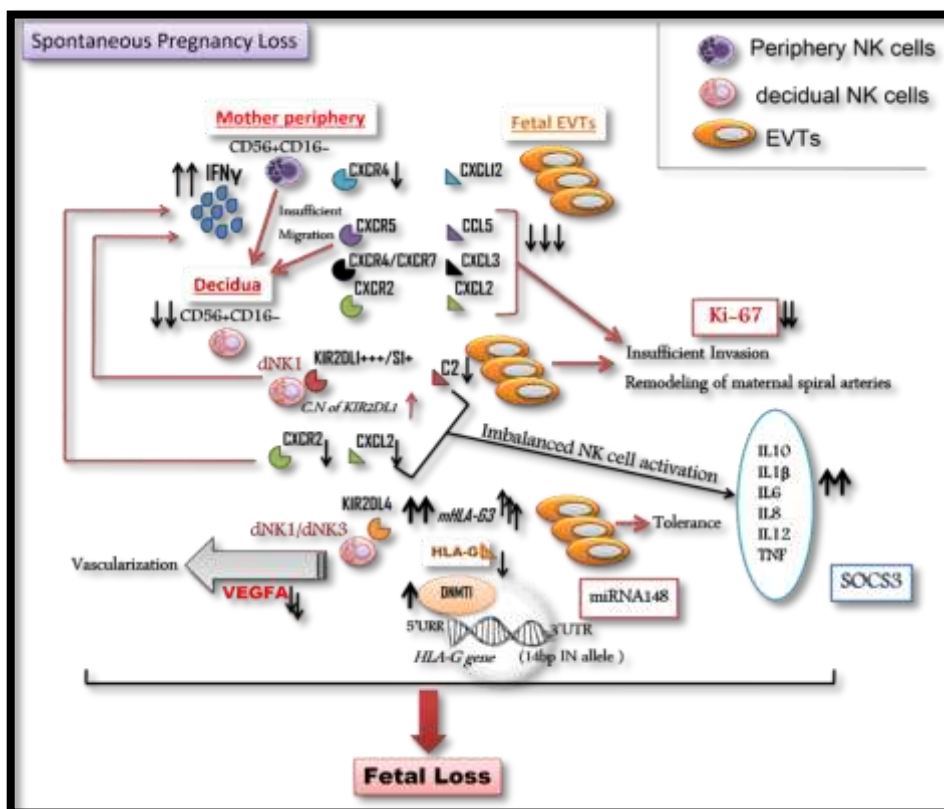 Spontaneous Pregnancy Loss
Periphery NK cells
decidual NK cells
EVTs
Mother periphery
CD56+CD16-
Fetal EVTs
IFNγ
CXCR4
CXCL12
Insufficient
Migration
CXCR5
CCL5
CXCR4/CXCR7
CXCL3
CXCR2
CXCL2
Decidua
CD56+CD16-
Ki-67
Insufficient Invasion
Remodeling of maternal spiral arteries
dNK1
KIR2DL1+++/S1+
C2
C.N of KIR2DL1
CXCR2
CXCL2
Imbalanced NK cell activation
IL10
IL1β
IL6
IL8
IL12
TNF
KIR2DL4
mHLA-G3
dNK1/dNK3
Tolerance
HLA-G
Vascularization
VEGFA
DNMT1
miRNA148
SOCS3
5'URR
3'UTR
HLA-G gene
(14bp IN allele )
Fetal Loss